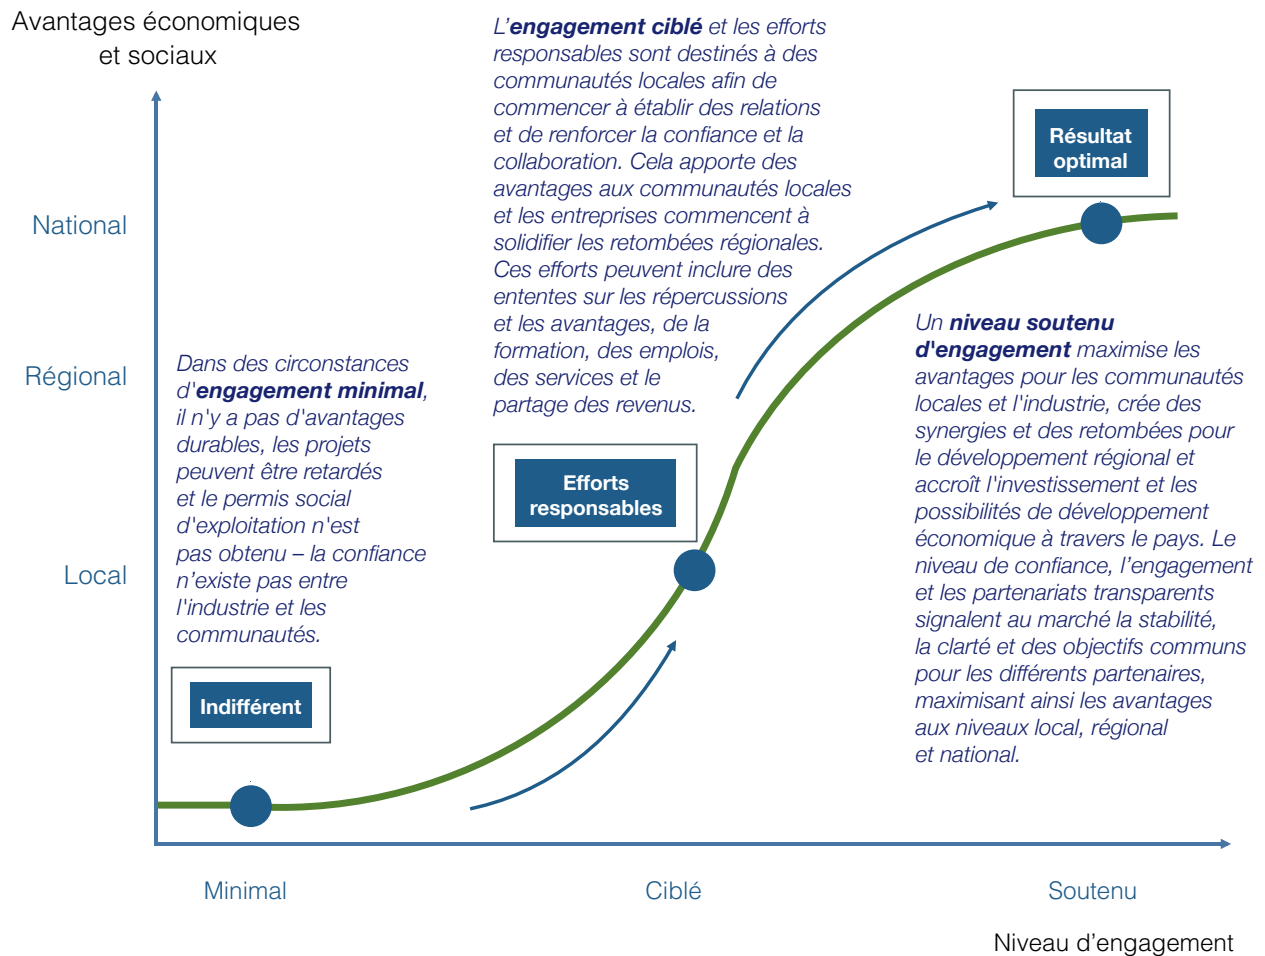 Avantages économiques
et sociaux
L’engagement ciblé et les efforts
responsables sont destinés à des
communautés locales afin de
commencer à établir des relations
et de renforcer la confiance et la
collaboration. Cela apporte des
avantages aux communautés locales
et les entreprises commencent à
solidifier les retombées régionales.
Ces efforts peuvent inclure des
ententes sur les répercussions
et les avantages, de la
formation, des emplois,
des services et le
partage des revenus.
Résultat
optimal
National
Régional
Local
Dans des circonstances
d'engagement minimal,
il n'y a pas d'avantages
durables, les projets
peuvent être retardés
et le permis social
d'exploitation n'est
pas obtenu – la confiance
n’existe pas entre
l'industrie et les
communautés.
Efforts
responsables
Un niveau soutenu
d'engagement maximise les
avantages pour les communautés
locales et l'industrie, crée des
synergies et des retombées pour
le développement régional et
accroît l'investissement et les
possibilités de développement
économique à travers le pays. Le
niveau de confiance, l’engagement
et les partenariats transparents
signalent au marché la stabilité,
la clarté et des objectifs communs
pour les différents partenaires,
maximisant ainsi les avantages
aux niveaux local, régional
et national.
Indifférent
Minimal
Ciblé
Soutenu
Niveau d’engagement